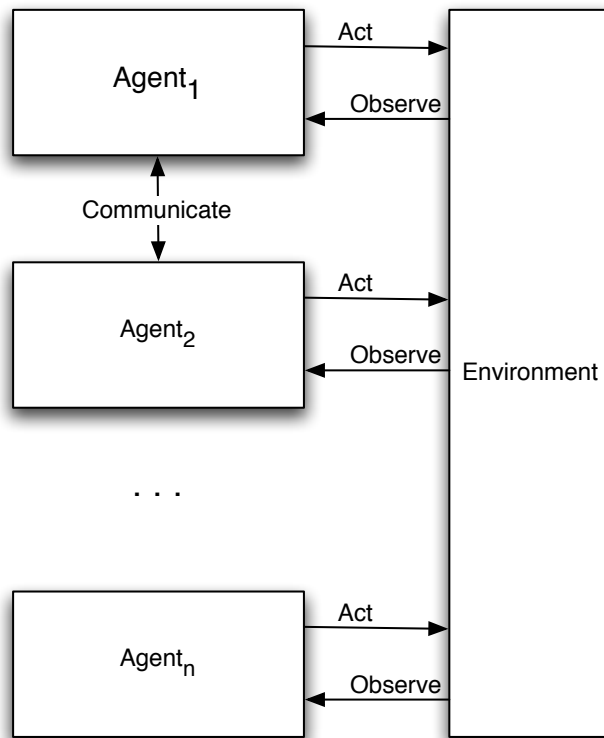 Act
Agent₁
Observe
Communicate
Act
Agent₂
Observe
Environment
. . .
Act
Agentₙ
Observe